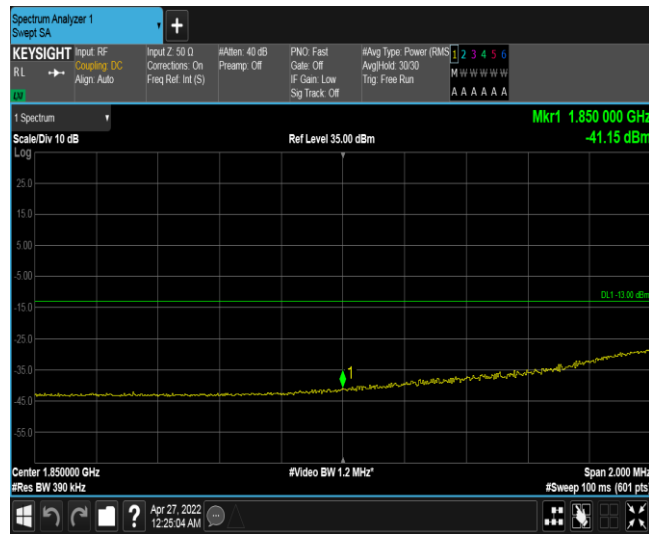 Spectrum Analyzer 1
Swept SA
+
KEYSIGHT Input: RF Input Z: 50 Ω #Atten: 40 dB PNO: Fast #Avg Type: Power (RMS 1 2 3 4 5 6
RL Coupling: DC Corrections: On Preamp: Off Gate: Off Avg|Hold: 30/30 M W W W W W
Align: Auto Freq Ref: Int (S) IF Gain: Low Trig: Free Run
Sig Track: Off A A A A A A
1 Spectrum Mkr1 1.850 000 GHz
Scale/Div 10 dB Ref Level 35.00 dBm -41.15 dBm
Log
25.0
15.0
5.00
-5.00
DL1 -13.00 dBm
-15.0
-25.0
1
-35.0
-45.0
-55.0
Center 1.850000 GHz #Video BW 1.2 MHz* Span 2.000 MHz
#Res BW 390 kHz #Sweep 100 ms (601 pts
? Apr 27, 2022
12:25:04 AM